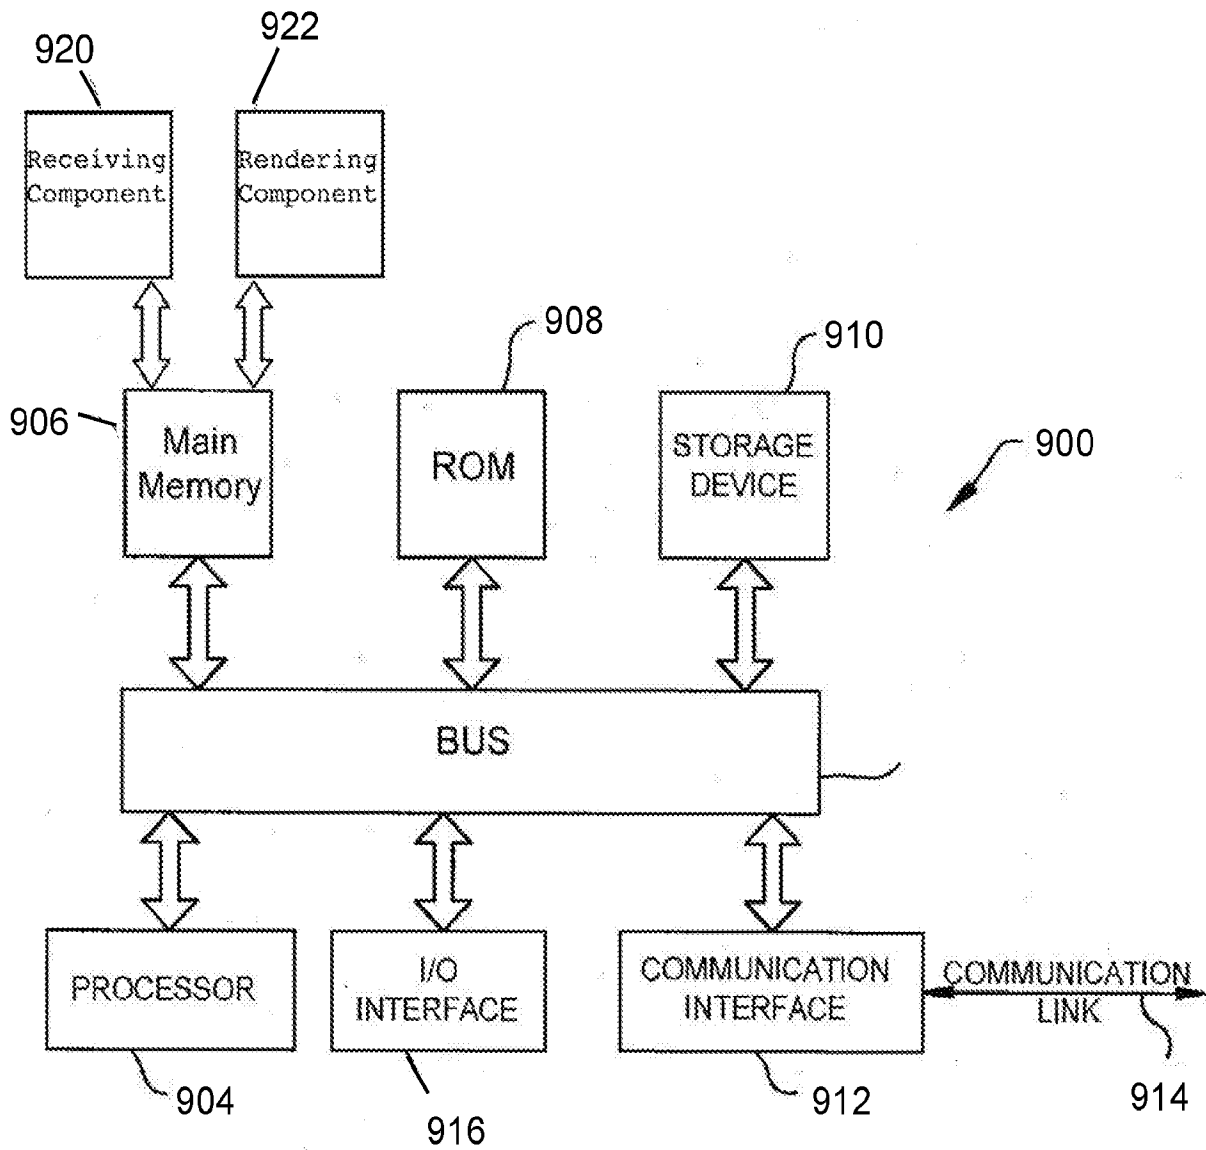 920
922
Receiving
Component
Rendering
Component
908
910
906
Main
Memory
ROM
STORAGE
DEVICE
900
BUS
PROCESSOR
I/O
INTERFACE
COMMUNICATION
INTERFACE
COMMUNICATION
LINK
904
916
912
914